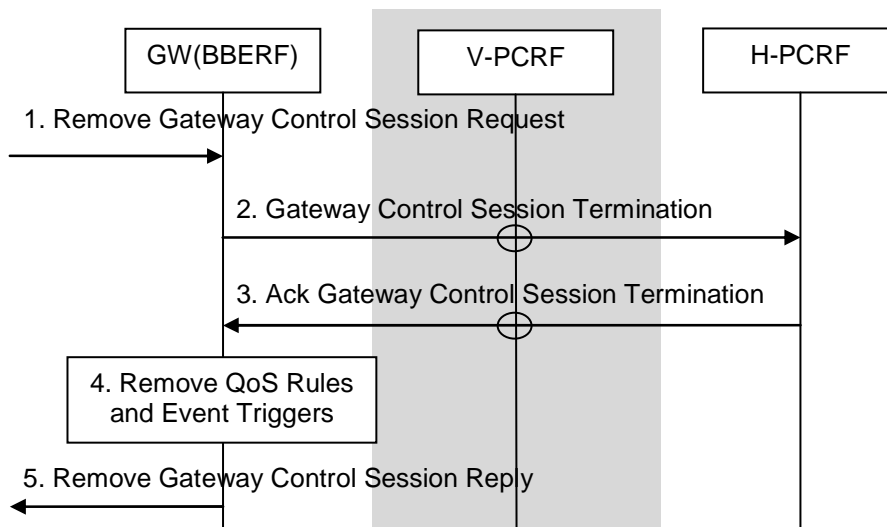 GW(BBERF)
V-PCRF
H-PCRF
1. Remove Gateway Control Session Request
2. Gateway Control Session Termination
3. Ack Gateway Control Session Termination
4. Remove QoS Rules
and Event Triggers
5. Remove Gateway Control Session Reply